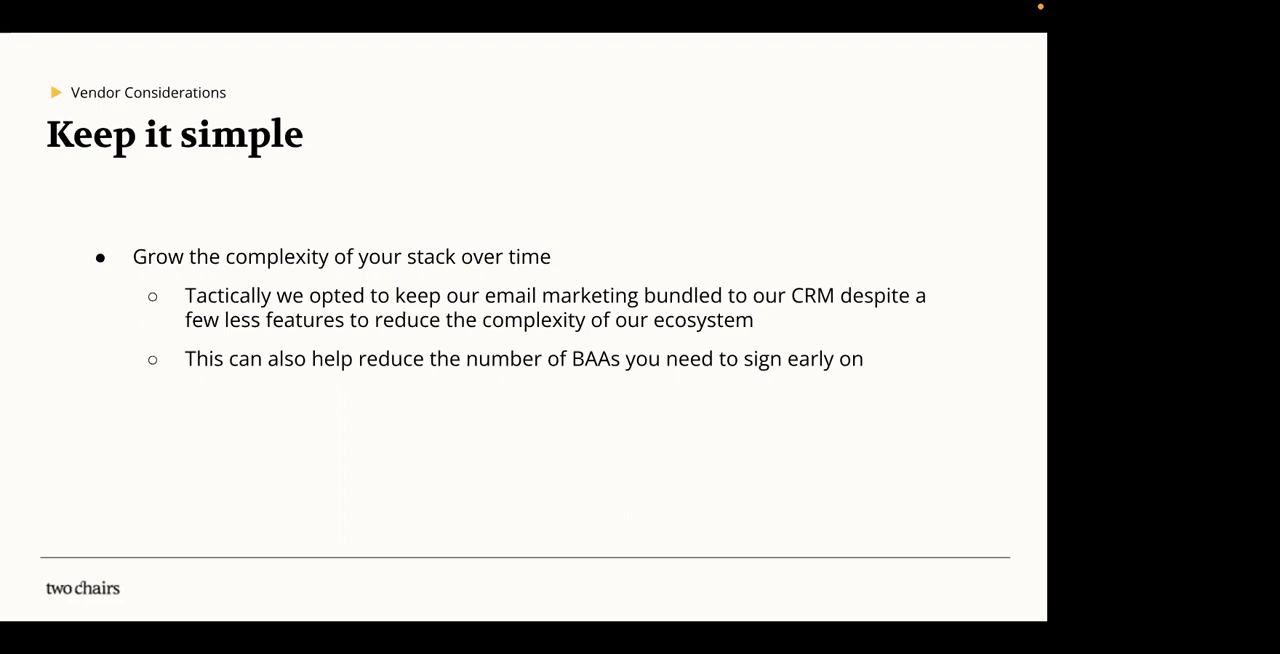 Vendor Considerations
Keep it simple
● Grow the complexity of your stack over time
○ Tactically we opted to keep our email marketing bundled to our CRM despite a
few less features to reduce the complexity of our ecosystem
○ This can also help reduce the number of BAAs you need to sign early on
two chairs